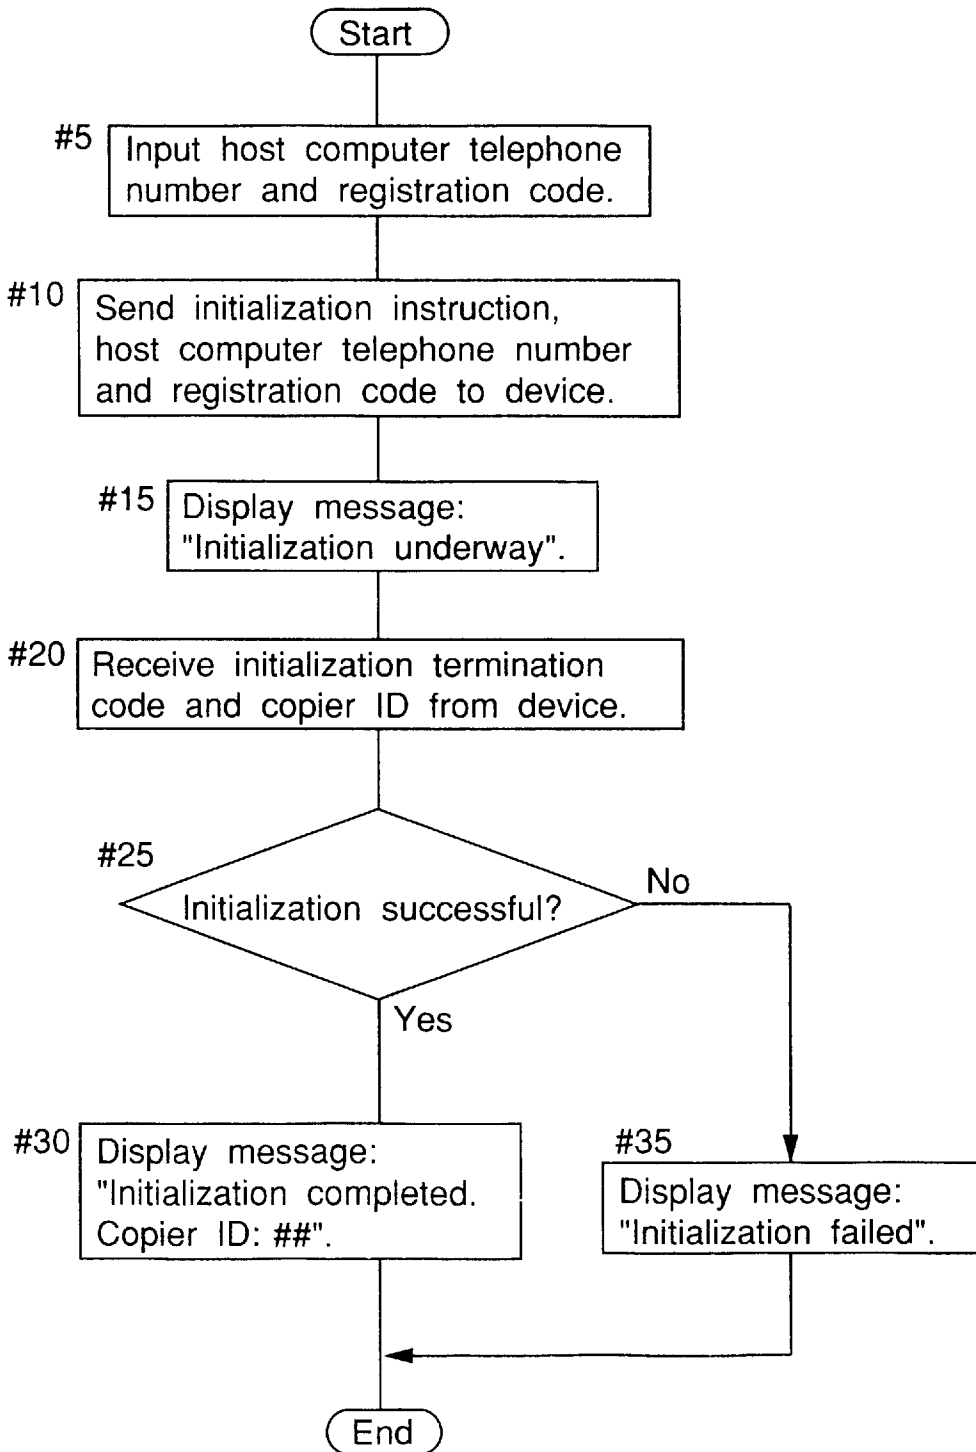 Start
#5
Input host computer telephone
number and registration code.
#10
Send initialization instruction,
host computer telephone number
and registration code to device.
#15
Display message:
"Initialization underway".
#20
Receive initialization termination
code and copier ID from device.
#25
Initialization successful?
No
Yes
#30
Display message:
"Initialization completed.
Copier ID: ##".
#35
Display message:
"Initialization failed".
End